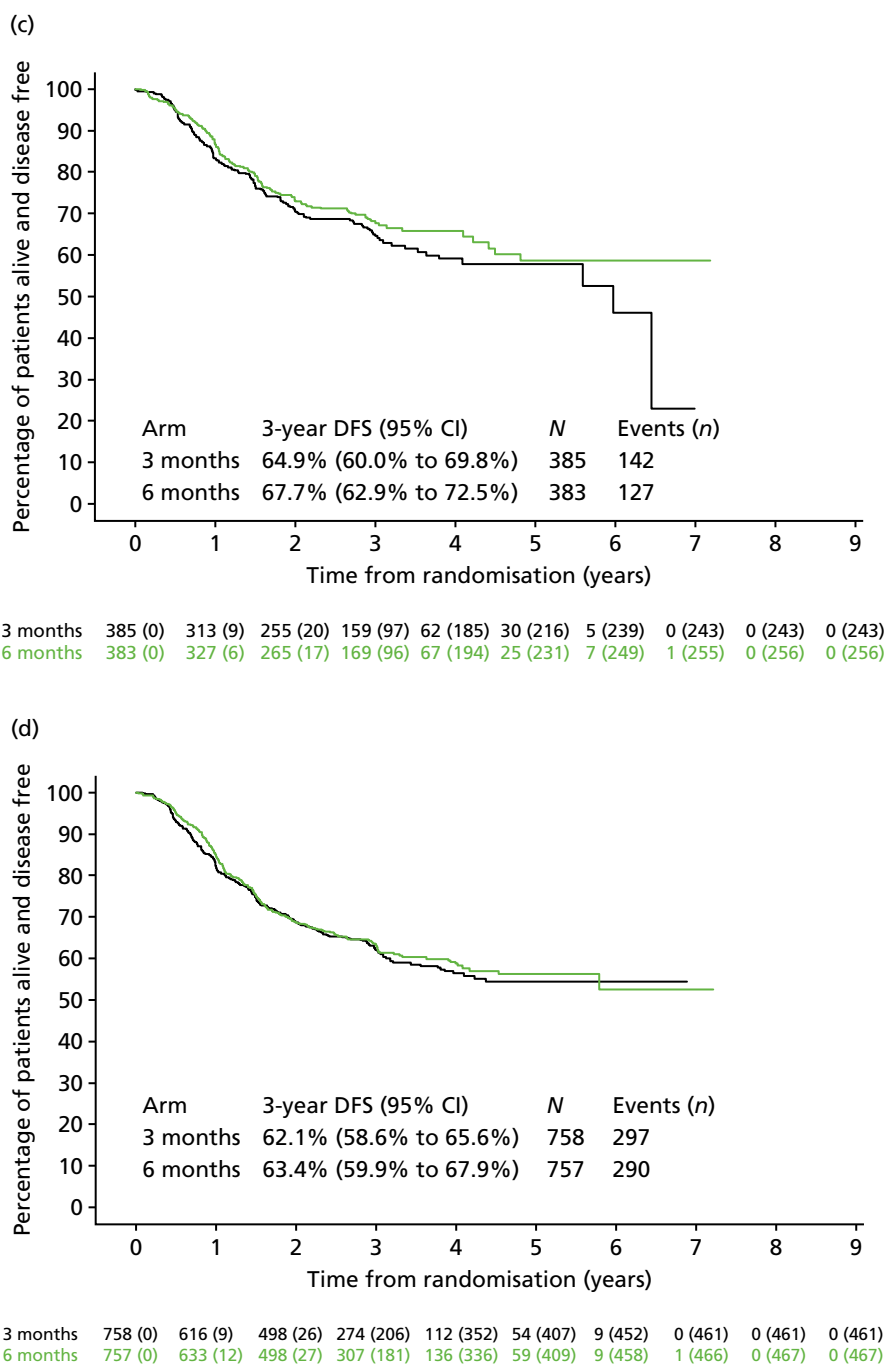 (c)
Percentage of patients alive and disease free
100
90
80
70
60
50
40
30
20
10
0
Arm 3-year DFS (95% CI) N Events (n)
3 months 64.9% (60.0% to 69.8%) 385 142
6 months 67.7% (62.9% to 72.5%) 383 127
0 1 2 3 4 5 6 7 8 9
Time from randomisation (years)
3 months 385 (0) 313 (9) 255 (20) 159 (97) 62 (185) 30 (216) 5 (239) 0 (243) 0 (243) 0 (243)
6 months 383 (0) 327 (6) 265 (17) 169 (96) 67 (194) 25 (231) 7 (249) 1 (255) 0 (256) 0 (256)
(d)
Percentage of patients alive and disease free
100
90
80
70
60
50
40
30
20
10
0
Arm 3-year DFS (95% CI) N Events (n)
3 months 62.1% (58.6% to 65.6%) 758 297
6 months 63.4% (59.9% to 67.9%) 757 290
0 1 2 3 4 5 6 7 8 9
Time from randomisation (years)
3 months 758 (0) 616 (9) 498 (26) 274 (206) 112 (352) 54 (407) 9 (452) 0 (461) 0 (461) 0 (461)
6 months 757 (0) 633 (12) 498 (27) 307 (181) 136 (336) 59 (409) 9 (458) 1 (466) 0 (467) 0 (467)